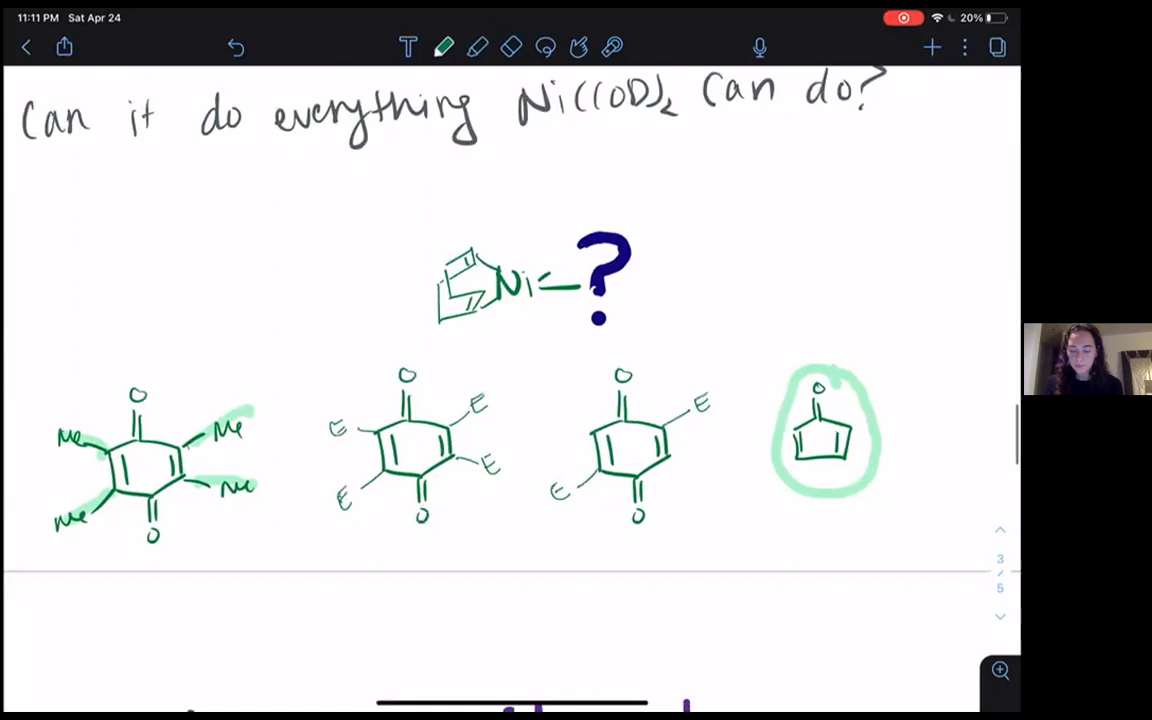 11:11 PM Sat Apr 24 20%
T
Can it do everything Ni(COD)2 can do?
Ni ?
O O O O
Me Me E E E
Me Me E E E
O O O
3
5